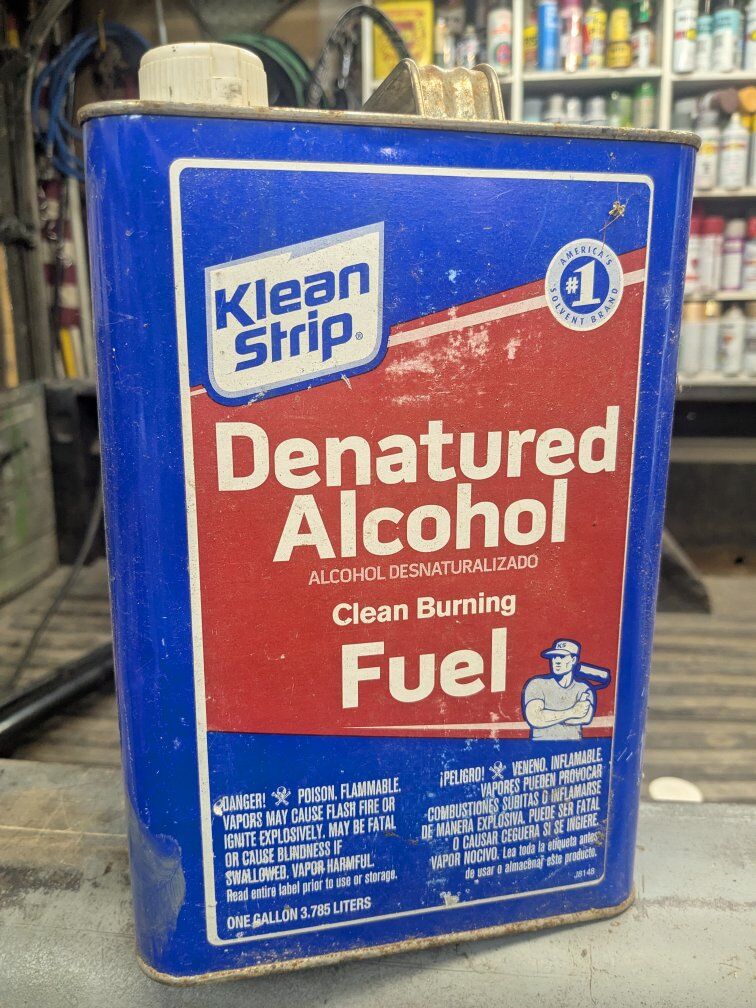 Klean
Strip®
AMERICA'S
#1
SOLVENT BRAND
Denatured
Alcohol
ALCOHOL DESNATURALIZADO
Clean Burning
Fuel
KS
DANGER! POISON. FLAMMABLE.
VAPORS MAY CAUSE FLASH FIRE OR
IGNITE EXPLOSIVELY. MAY BE FATAL
OR CAUSE BLINDNESS IF
SWALLOWED. VAPOR HARMFUL.
Read entire label prior to use or storage.
ONE GALLON 3.785 LITERS
¡PELIGRO! VENENO. INFLAMABLE.
VAPORES PUEDEN PROVOCAR
COMBUSTIONES SÚBITAS O INFLAMARSE
DE MANERA EXPLOSIVA. PUEDE SER FATAL
O CAUSAR CEGUERA SI SE INGIERE.
VAPOR NOCIVO. Lea toda la etiqueta antes
de usar o almacenar este producto.
J8148